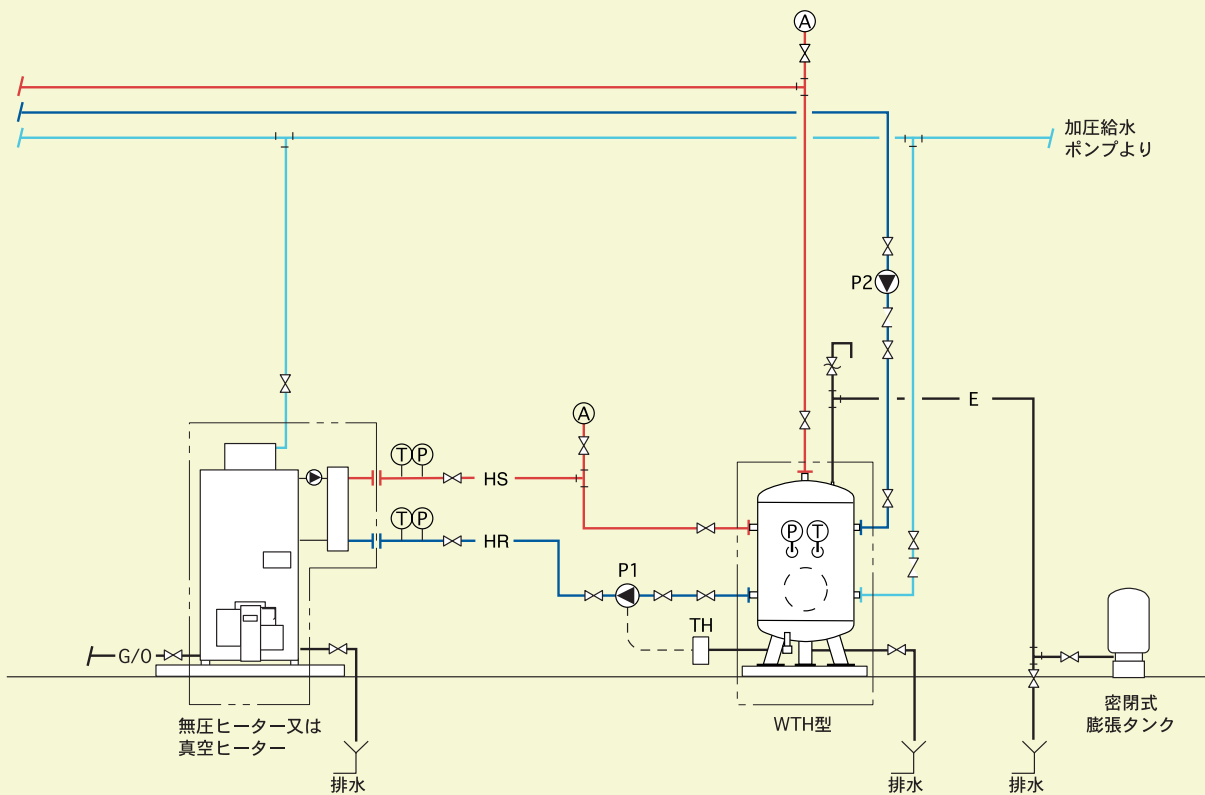 A
加圧給水
ポンプより
P2
A
E
T P
HS
T P
HR
P T
P1
TH
G/O
無圧ヒーター又は
真空ヒーター
WTH型
密閉式
膨張タンク
排水
排水
排水